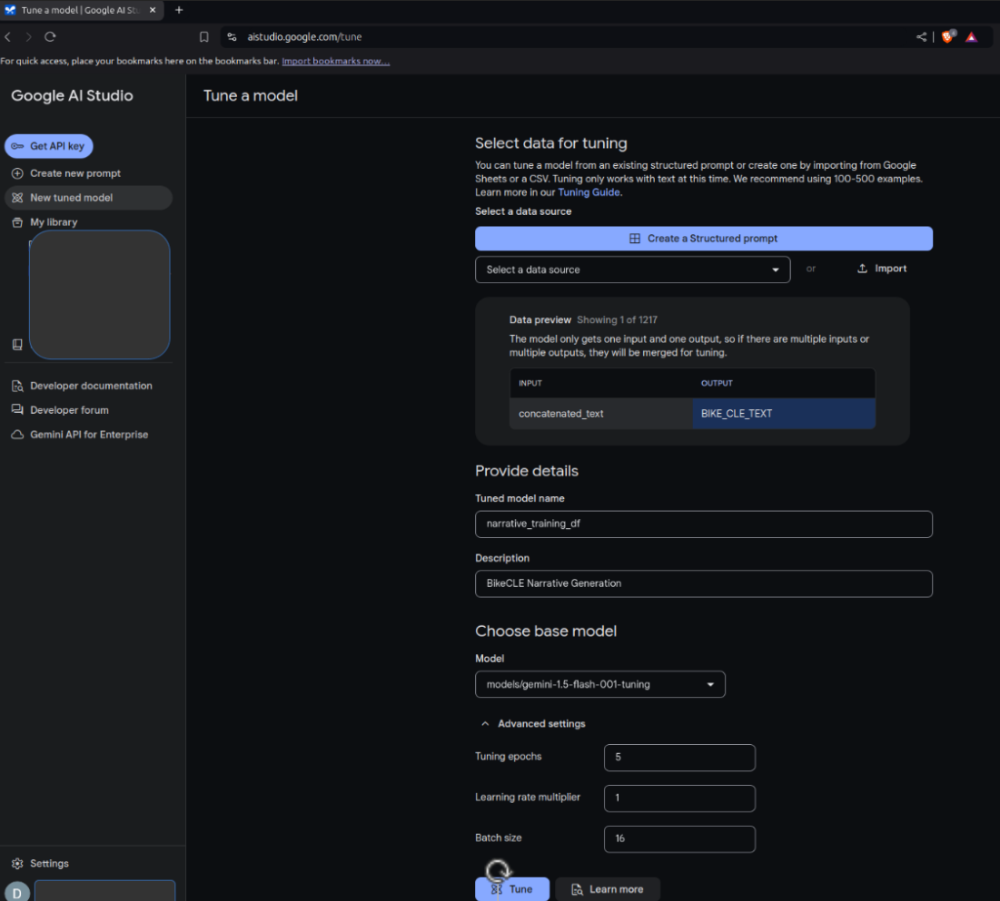 Tune a model | Google AI St
aistudio.google.com/tune
For quick access, place your bookmarks here on the bookmarks bar. Import bookmarks now...
Google AI Studio
Tune a model
Get API key
Create new prompt
New tuned model
My library
Developer documentation
Developer forum
Gemini API for Enterprise
Settings
D
Select data for tuning
You can tune a model from an existing structured prompt or create one by importing from Google
Sheets or a CSV. Tuning only works with text at this time. We recommend using 100-500 examples.
Learn more in our Tuning Guide.
Select a data source
Create a Structured prompt
Select a data source or Import
Data preview Showing 1 of 1217
The model only gets one input and one output, so if there are multiple inputs or
multiple outputs, they will be merged for tuning.
INPUT OUTPUT
concatenated_text BIKE_CLE_TEXT
Provide details
Tuned model name
narrative_training_df
Description
BikeCLE Narrative Generation
Choose base model
Model
models/gemini-1.5-flash-001-tuning
Advanced settings
Tuning epochs 5
Learning rate multiplier 1
Batch size 16
Tune Learn more